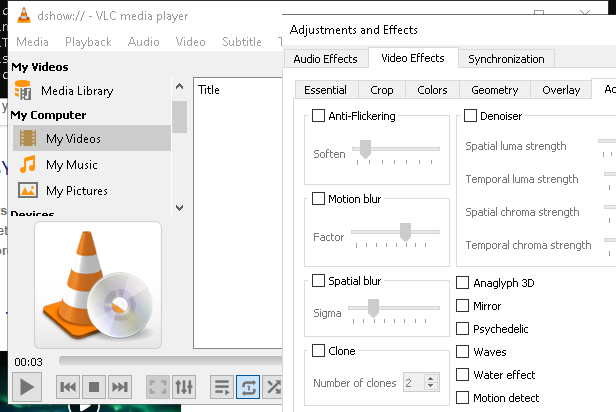 dshow:// - VLC media player
Media Playback Audio Video Subtitle T
My Videos
Media Library
My Computer
My Videos
My Music
My Pictures
Devices
Title
00:03
Adjustments and Effects
Audio Effects Video Effects Synchronization
Essential Crop Colors Geometry Overlay
Anti-Flickering
Soften
Motion blur
Factor
Spatial blur
Sigma
Clone
Number of clones 2
Denoiser
Spatial luma strength
Temporal luma strength
Spatial chroma strength
Temporal chroma strength
Anaglyph 3D
Mirror
Psychedelic
Waves
Water effect
Motion detect